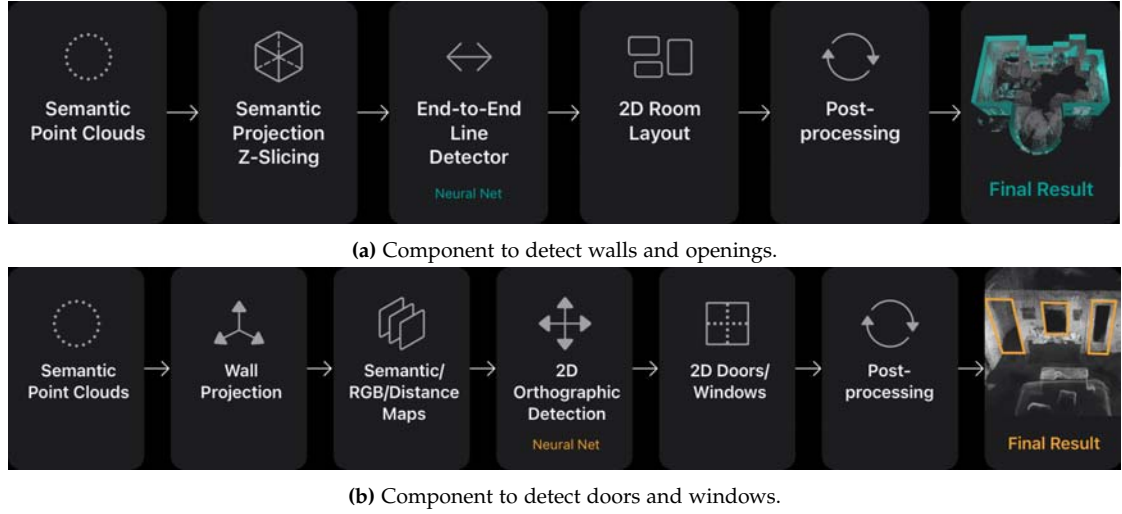 Semantic
Point Clouds
Semantic
Projection
Z-Slicing
End-to-End
Line
Detector
Neural Net
2D Room
Layout
Post-
processing
Final Result
(a) Component to detect walls and openings.
Semantic
Point Clouds
Wall
Projection
Semantic/
RGB/Distance
Maps
2D
Orthographic
Detection
Neural Net
2D Doors/
Windows
Post-
processing
Final Result
(b) Component to detect doors and windows.